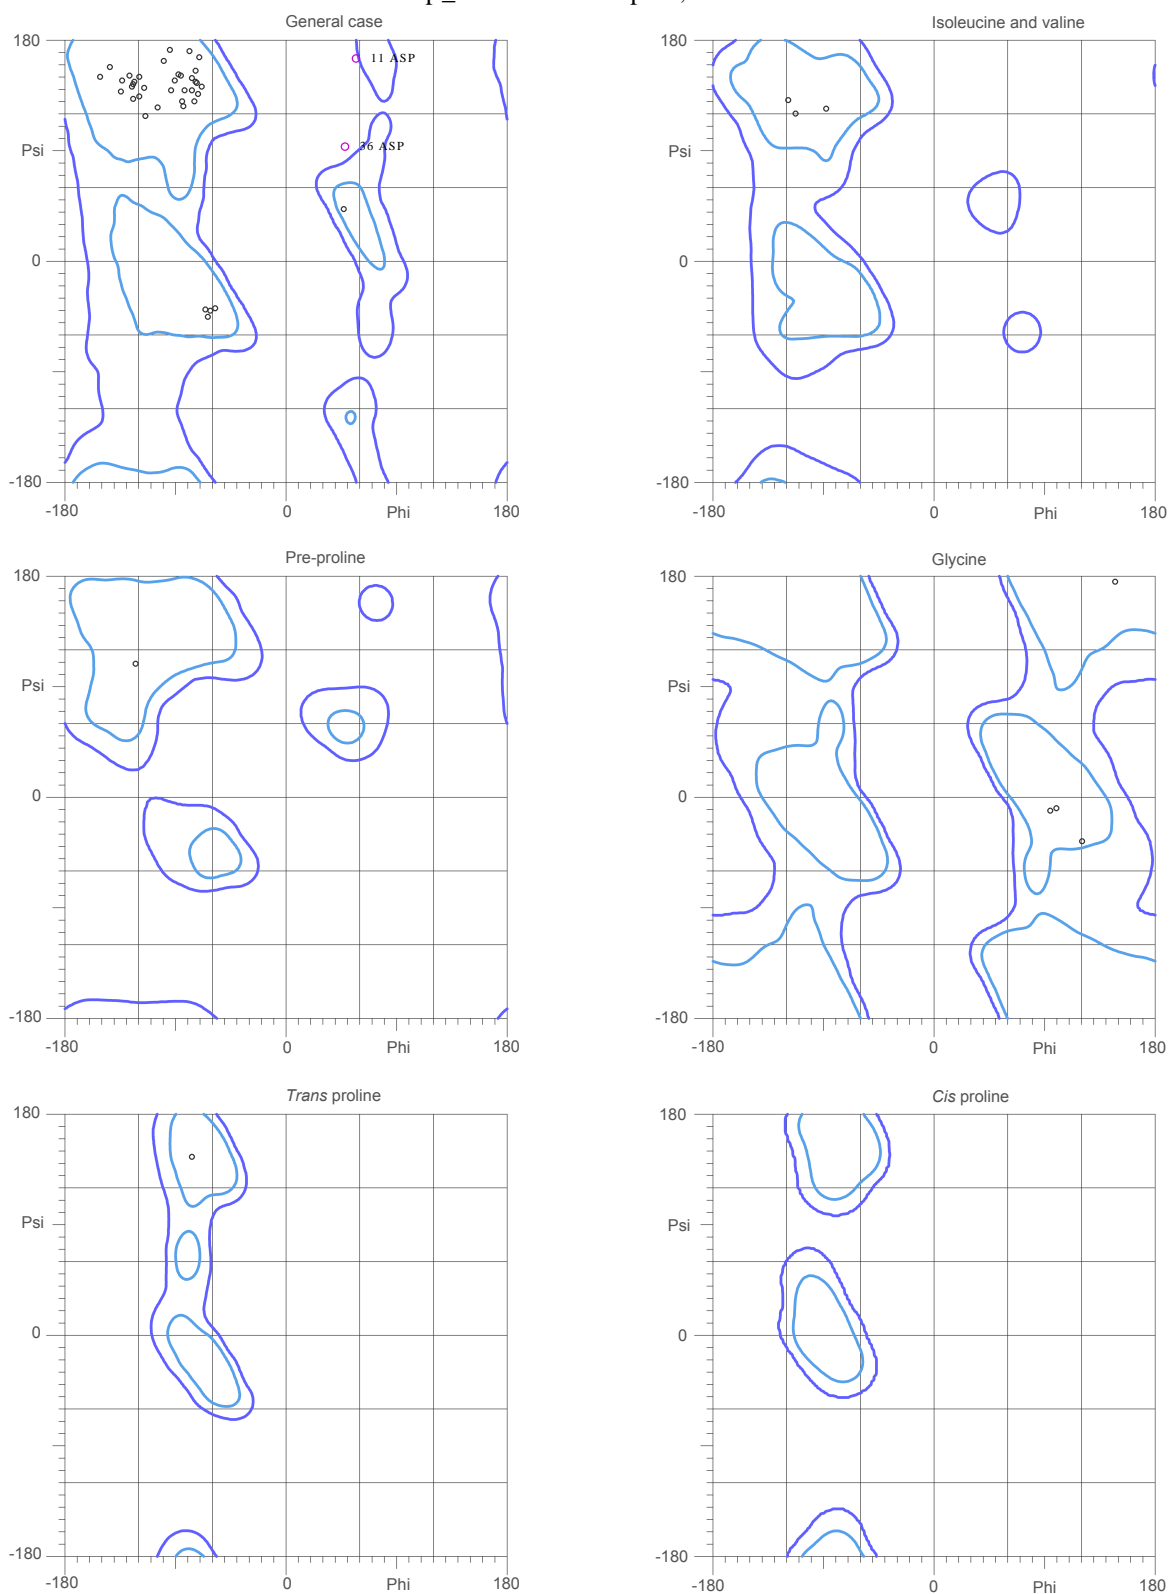 General case
Isoleucine and valine
180
Psi
0
-180
-180
0
Phi
180
11 ASP
36 ASP
180
Psi
0
-180
-180
0
Phi
180
Pre-proline
Glycine
180
Psi
0
-180
-180
0
Phi
180
180
Psi
0
-180
-180
0
Phi
180
Trans proline
Cis proline
180
Psi
0
-180
-180
0
Phi
180
180
Psi
0
-180
-180
0
Phi
180